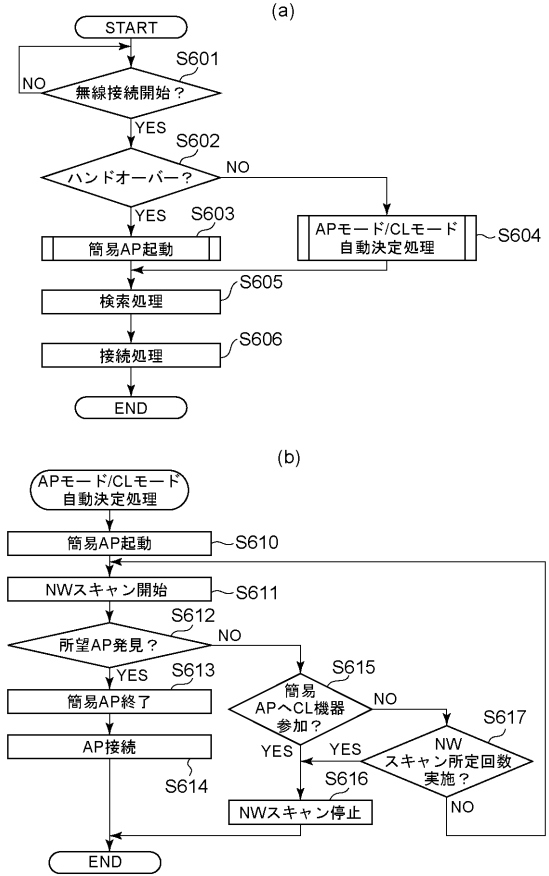 (a)
START
S601
無線接続開始?
NO
YES
S602
ハンドオーバー?
NO
YES
S603
簡易AP起動
APモード/CLモード
自動決定処理
S604
検索処理
S605
接続処理
S606
END
(b)
APモード/CLモード
自動決定処理
簡易AP起動
S610
NWスキャン開始
S611
所望AP発見?
S612
NO
YES
S613
簡易AP終了
AP接続
S614
S615
簡易
APへCL機器
参加?
NO
YES
S617
NW
スキャン所定回数
実施?
YES
NO
S616
NWスキャン停止
END